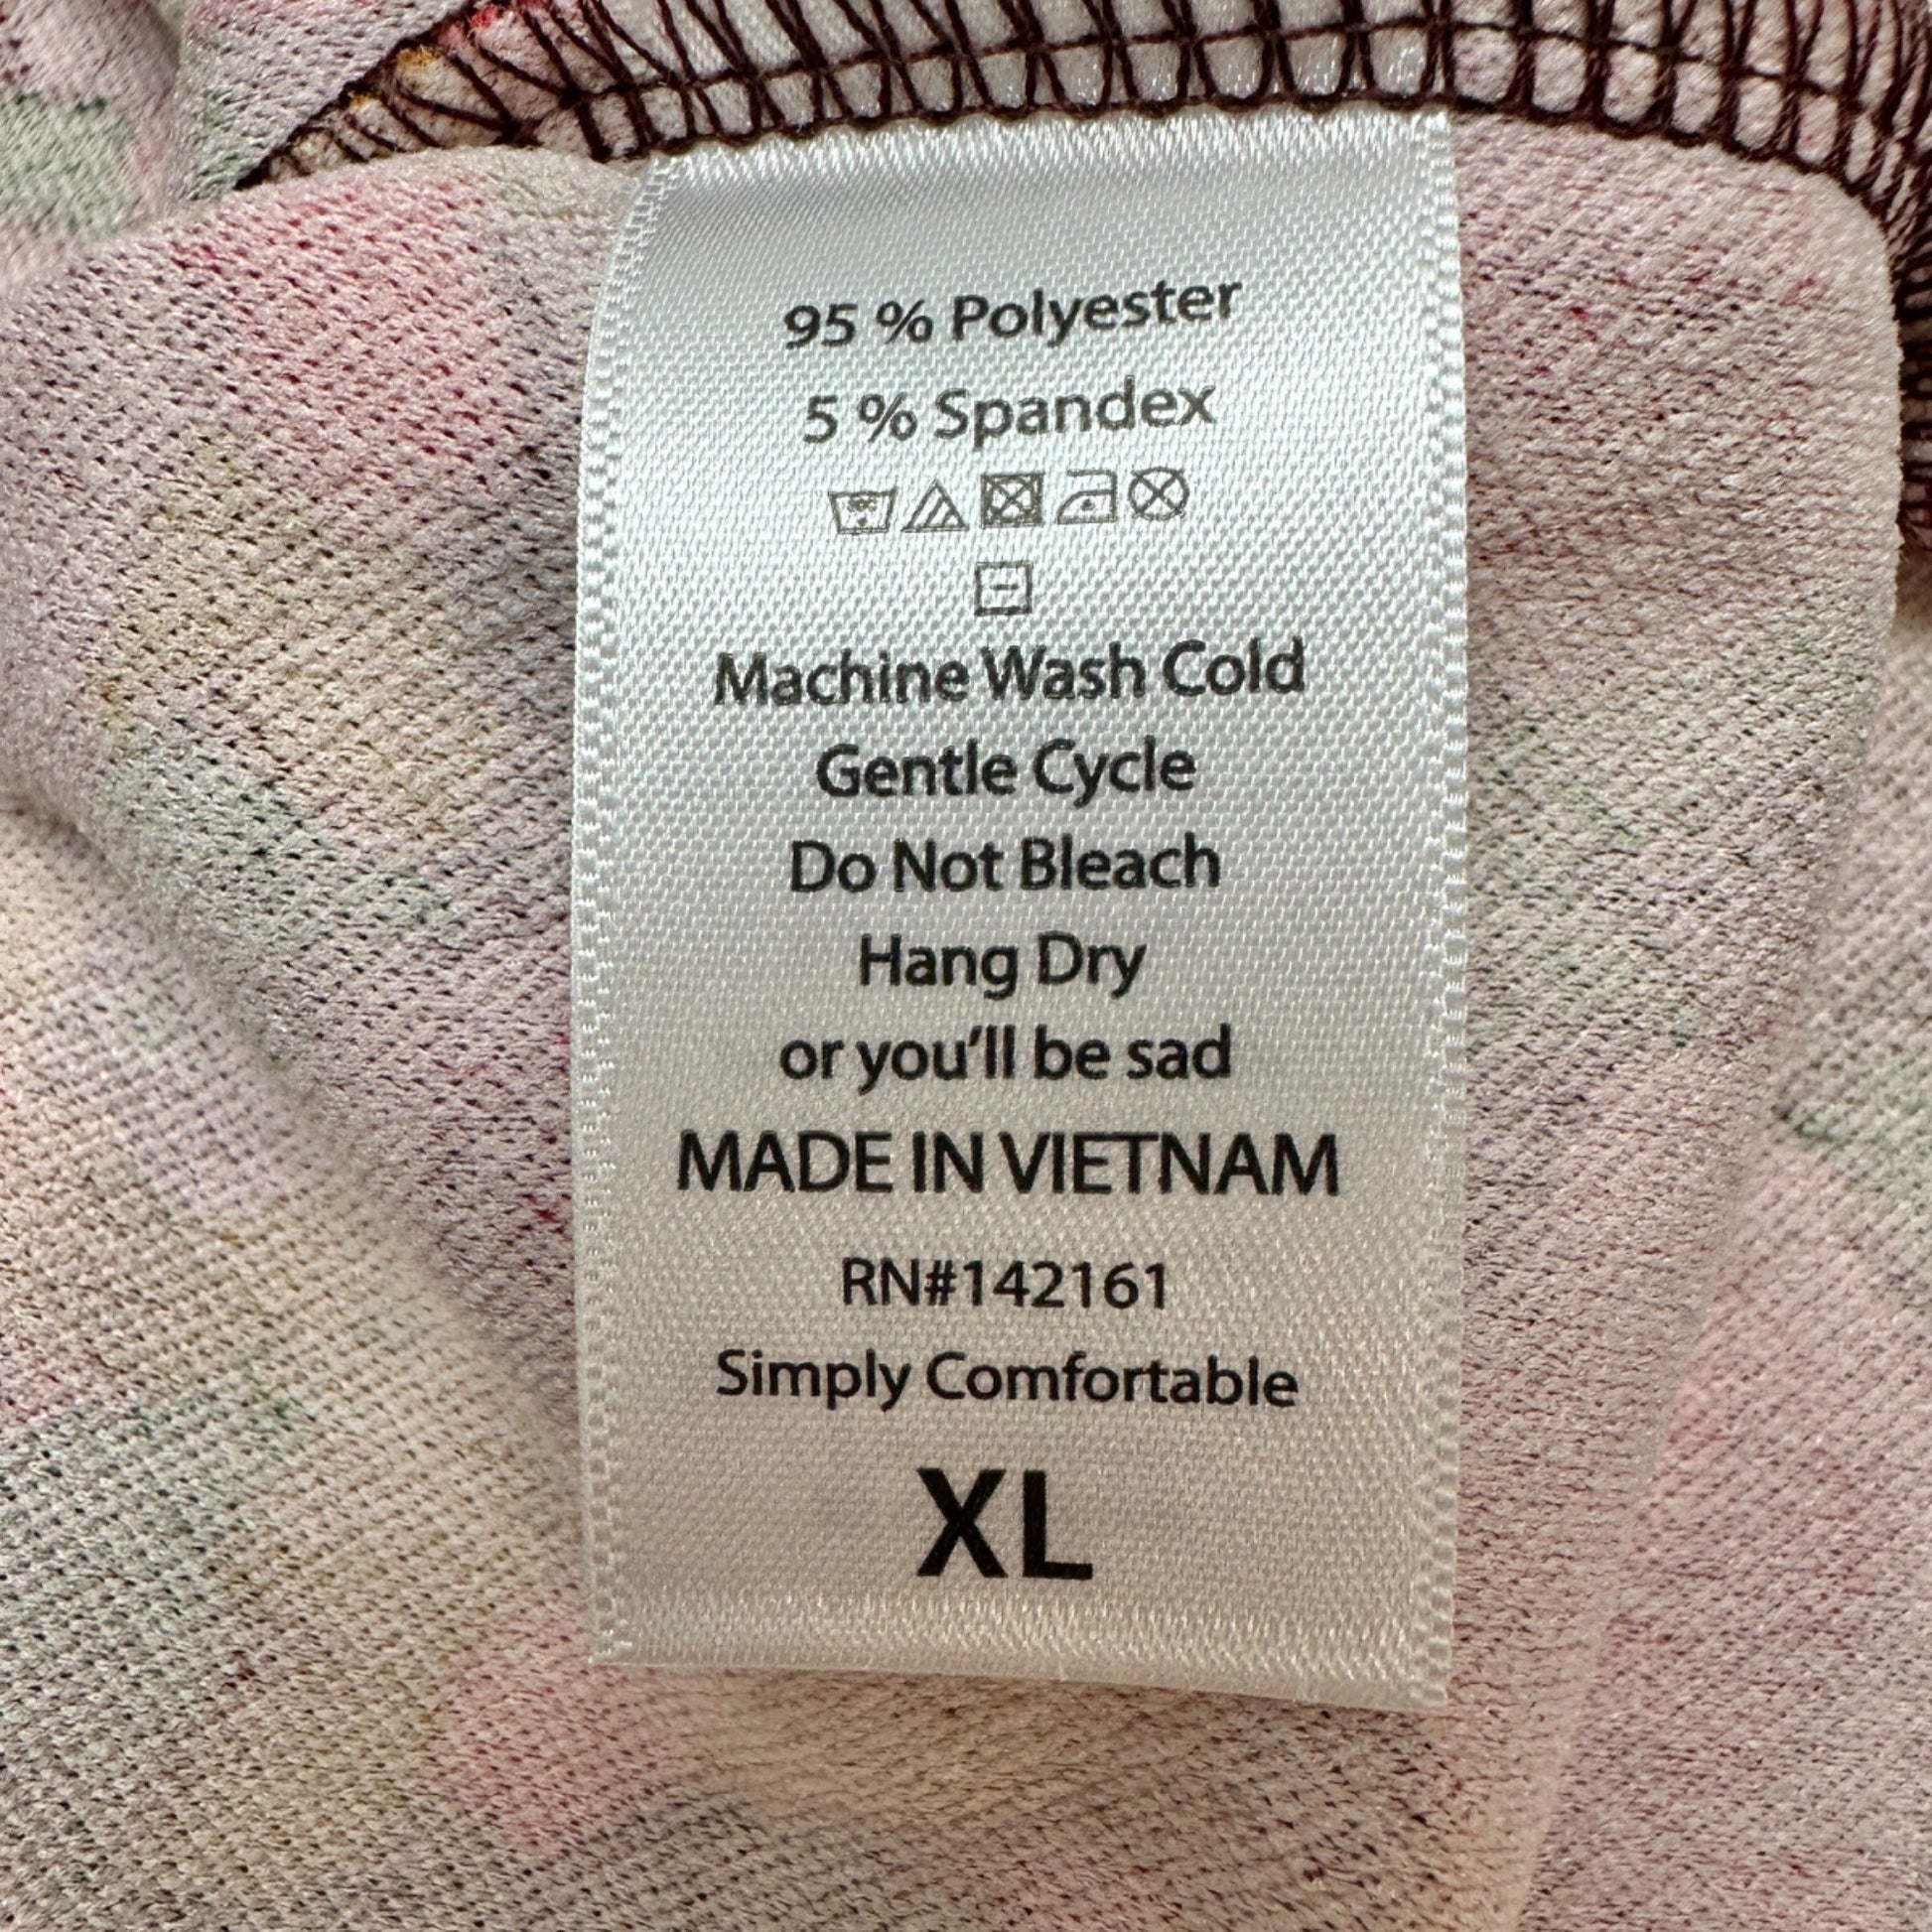 95 % Polyester
5 % Spandex
Machine Wash Cold
Gentle Cycle
Do Not Bleach
Hang Dry
or you'll be sad
MADE IN VIETNAM
RN#142161
Simply Comfortable
XL